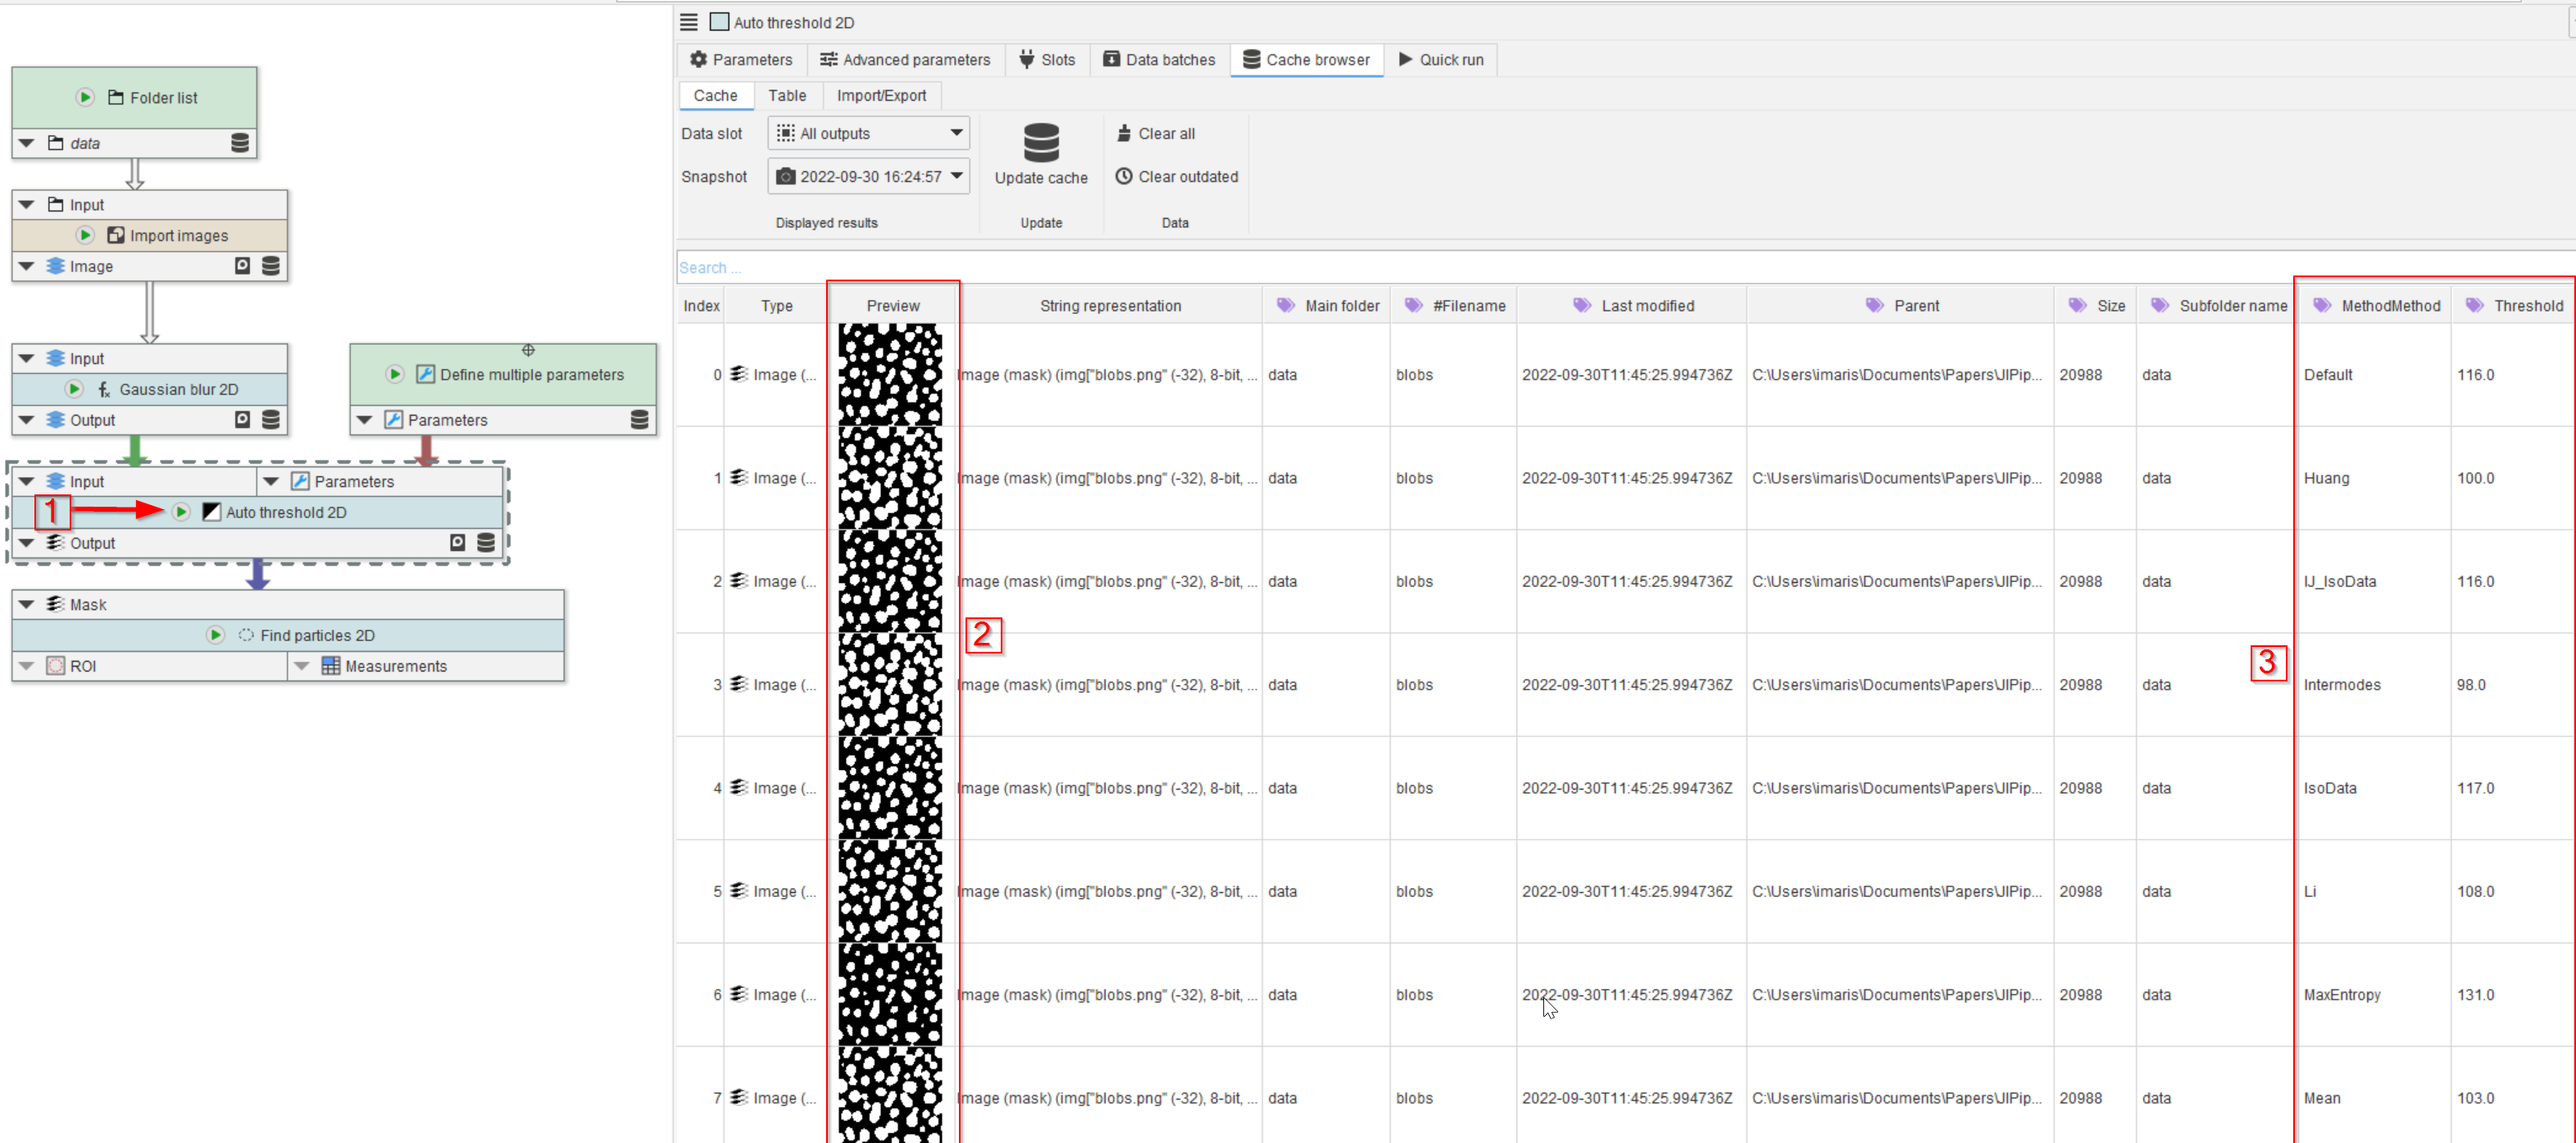 Folder list
data
Input
Import images
Image
Input
Gaussian blur 2D
Output
Define multiple parameters
Parameters
Input Parameters
1 Auto threshold 2D
Output
Mask
Find particles 2D
ROI Measurements
Auto threshold 2D
Parameters Advanced parameters Slots Data batches Cache browser Quick run
Cache Table Import/Export
Data slot All outputs Clear all
Snapshot 2022-09-30 16:24:57 Update cache Clear outdated
Displayed results Update Data
Search ...
Index Type Preview String representation Main folder #Filename Last modified Parent Size Subfolder name MethodMethod Threshold
0 Image (... Image (mask) (img["blobs.png" (-32), 8-bit, ... data blobs 2022-09-30T11:45:25.994736Z C:\Users\imaris\Documents\Papers\JIPip... 20988 data Default 116.0
1 Image (... Image (mask) (img["blobs.png" (-32), 8-bit, ... data blobs 2022-09-30T11:45:25.994736Z C:\Users\imaris\Documents\Papers\JIPip... 20988 data Huang 100.0
2 Image (... Image (mask) (img["blobs.png" (-32), 8-bit, ... data blobs 2022-09-30T11:45:25.994736Z C:\Users\imaris\Documents\Papers\JIPip... 20988 data IJ_IsoData 116.0
2
3
3 Image (... Image (mask) (img["blobs.png" (-32), 8-bit, ... data blobs 2022-09-30T11:45:25.994736Z C:\Users\imaris\Documents\Papers\JIPip... 20988 data Intermodes 98.0
4 Image (... Image (mask) (img["blobs.png" (-32), 8-bit, ... data blobs 2022-09-30T11:45:25.994736Z C:\Users\imaris\Documents\Papers\JIPip... 20988 data IsoData 117.0
5 Image (... Image (mask) (img["blobs.png" (-32), 8-bit, ... data blobs 2022-09-30T11:45:25.994736Z C:\Users\imaris\Documents\Papers\JIPip... 20988 data Li 108.0
6 Image (... Image (mask) (img["blobs.png" (-32), 8-bit, ... data blobs 2022-09-30T11:45:25.994736Z C:\Users\imaris\Documents\Papers\JIPip... 20988 data MaxEntropy 131.0
7 Image (... Image (mask) (img["blobs.png" (-32), 8-bit, ... data blobs 2022-09-30T11:45:25.994736Z C:\Users\imaris\Documents\Papers\JIPip... 20988 data Mean 103.0